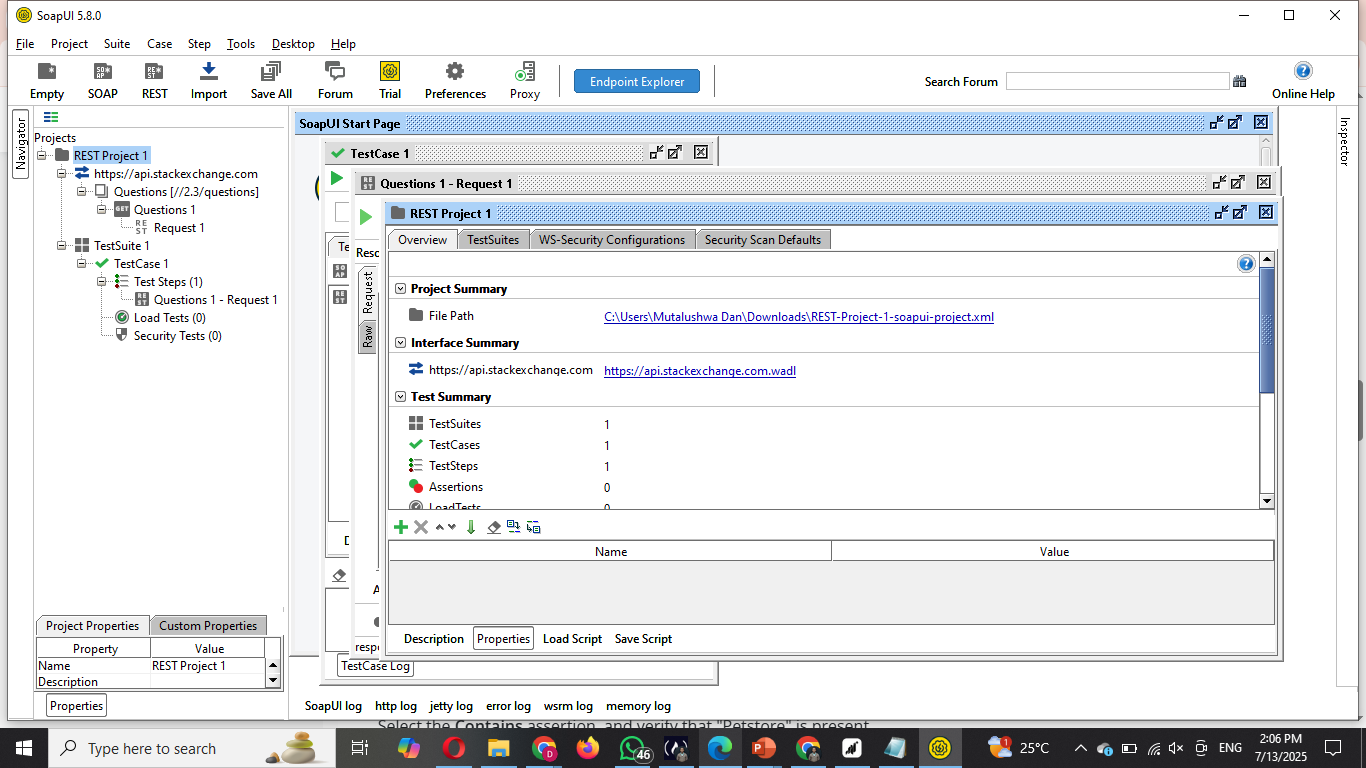 SoapUI 5.8.0
File Project Suite Case Step Tools Desktop Help
Empty SOAP REST Import Save All Forum Trial Preferences Proxy Endpoint Explorer Search Forum Online Help
Navigator
Projects
REST Project 1
https://api.stackexchange.com
Questions [//2.3/questions]
GET Questions 1
REST Request 1
TestSuite 1
TestCase 1
Test Steps (1)
REST Questions 1 - Request 1
Load Tests (0)
Security Tests (0)
Project Properties Custom Properties
Property Value
Name REST Project 1
Description
Properties
SoapUI Start Page
TestCase 1
Questions 1 - Request 1
Te
Resc
Request
Raw
D
A
resp
TestCase Log
REST Project 1
Overview TestSuites WS-Security Configurations Security Scan Defaults
Project Summary
File Path C:\Users\Mutalushwa Dan\Downloads\REST-Project-1-soapui-project.xml
Interface Summary
https://api.stackexchange.com https://api.stackexchange.com.wadl
Test Summary
TestSuites 1
TestCases 1
TestSteps 1
Assertions 0
LoadTests 0
Name Value
Description Properties Load Script Save Script
Inspector
SoapUI log http log jetty log error log wsrm log memory log
Select the Contains assertion, and verify that "Petstore" is present
Type here to search
46
25°C
ENG
2:06 PM
7/13/2025